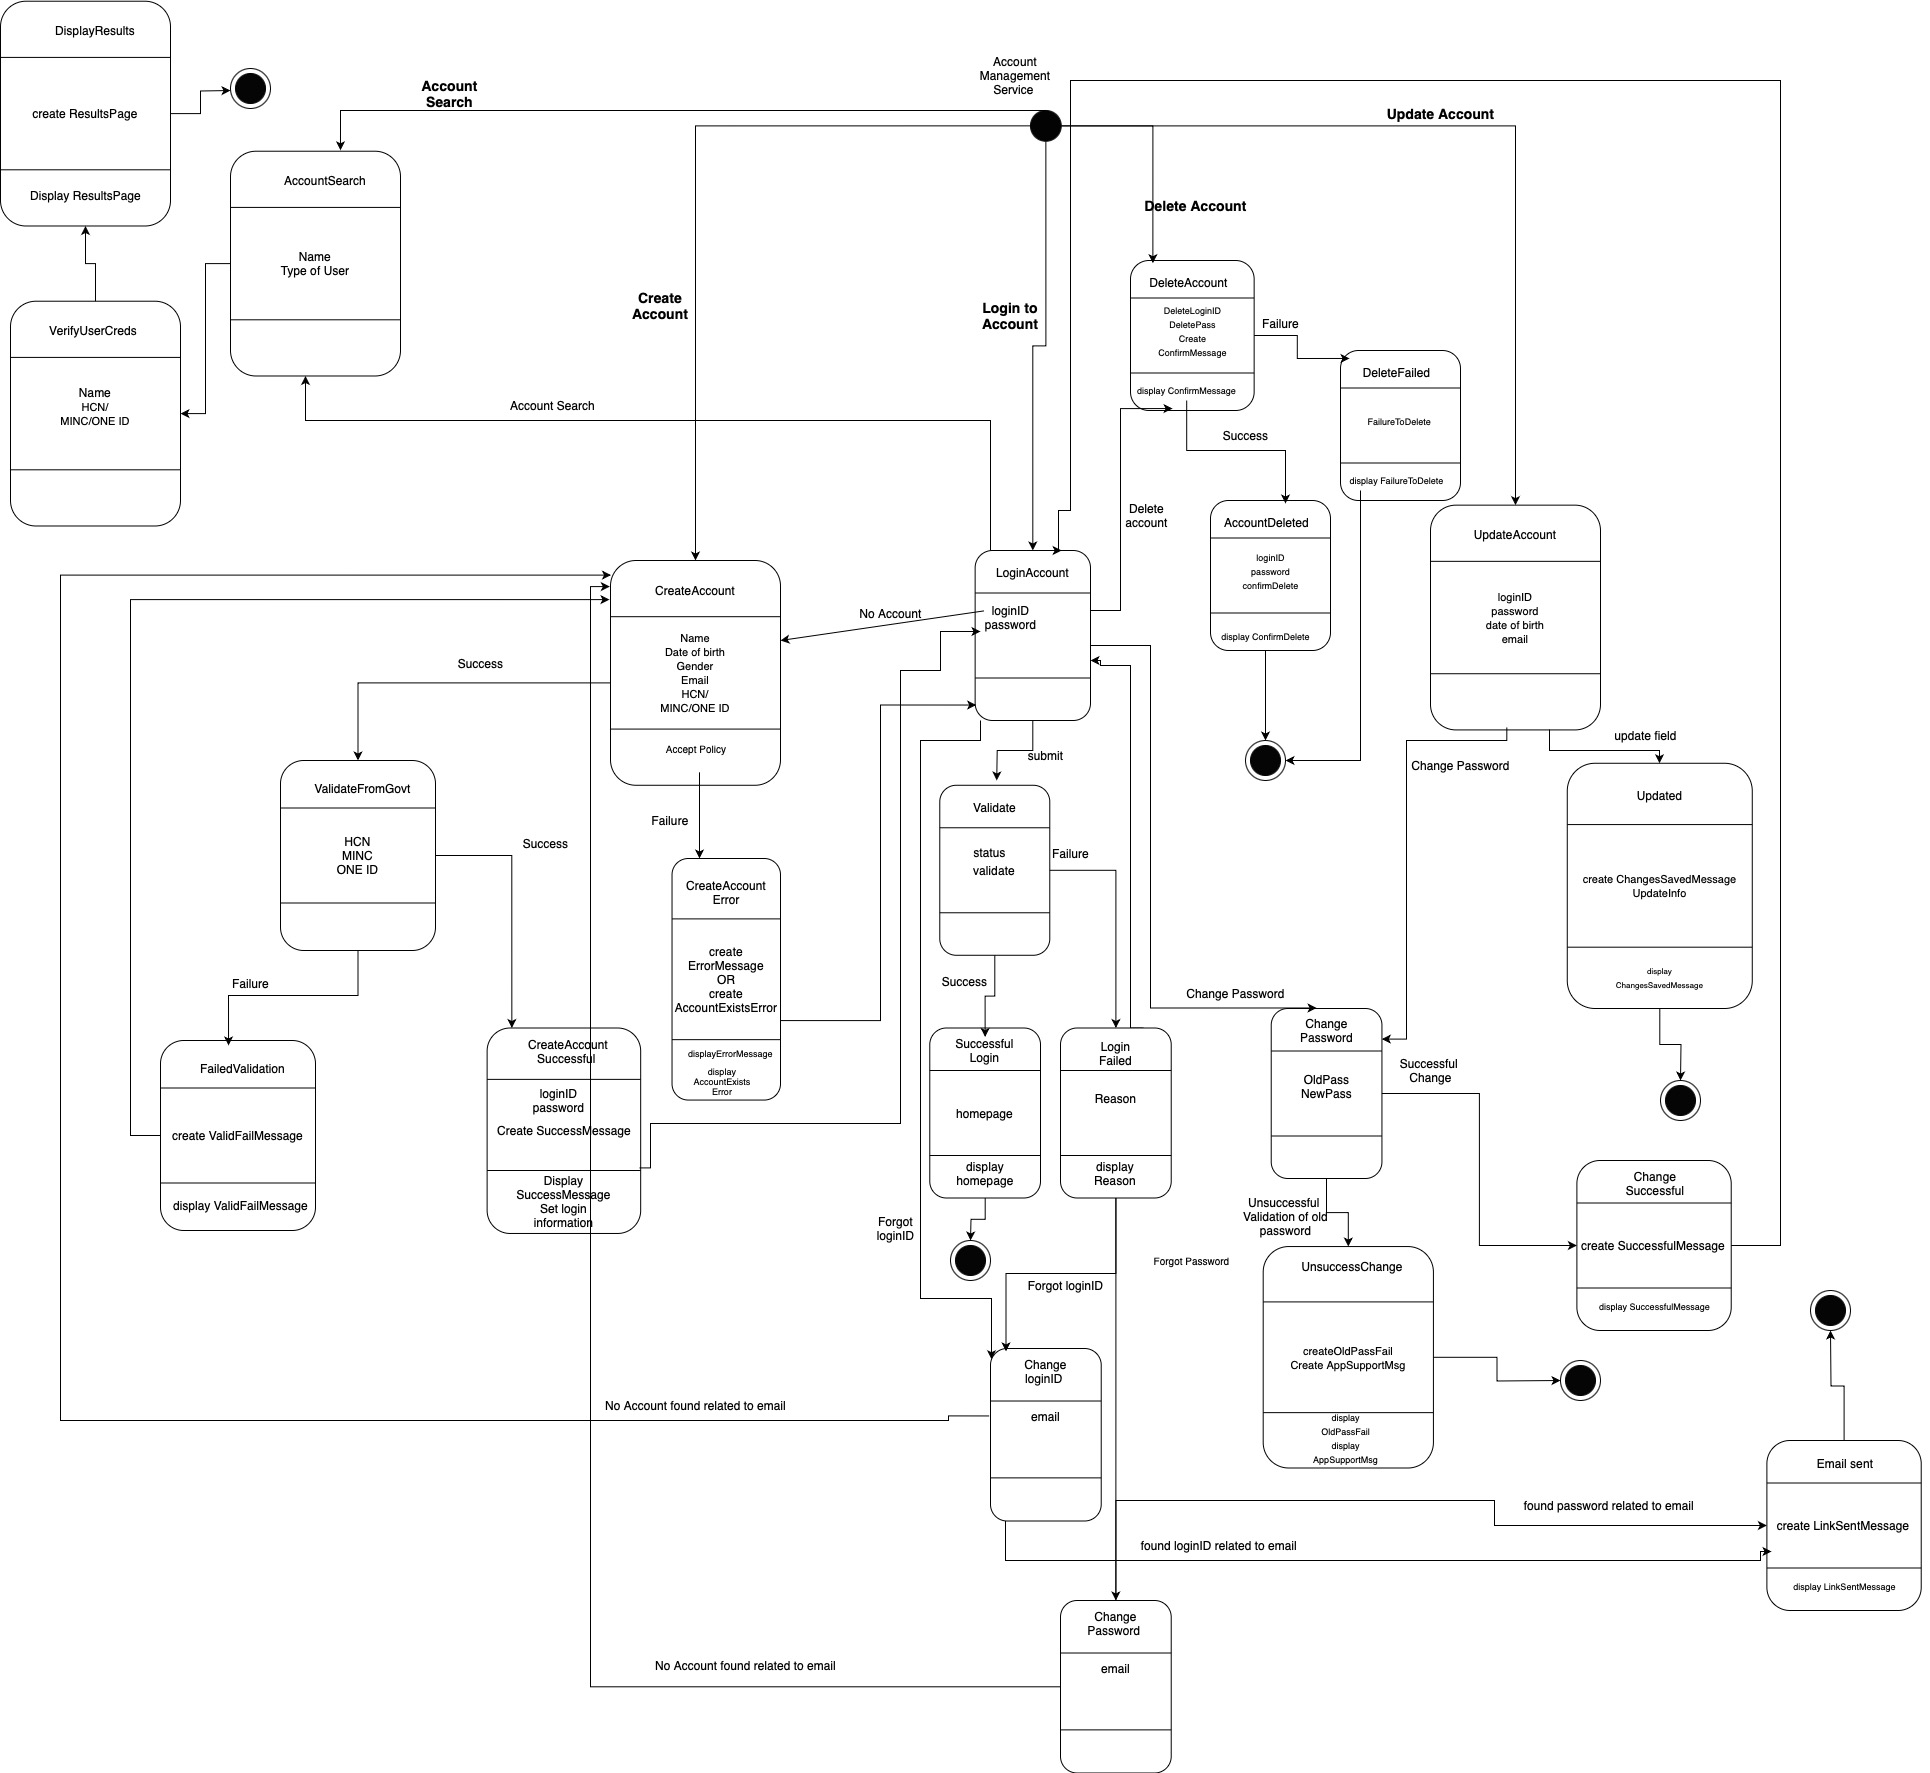 DisplayResults
create ResultsPage
Display ResultsPage
Account
Search
Account
Management
Service
Update Account
AccountSearch
Name
Type of User
Delete Account
VerifyUserCreds
Name
HCN/
MINC/ONE ID
Create
Account
Login to
Account
DeleteAccount
DeleteLoginID
DeletePass
Create
ConfirmMessage
display ConfirmMessage
Failure
DeleteFailed
FailureToDelete
display FailureToDelete
Account Search
Success
Delete
account
AccountDeleted
loginID
password
confirmDelete
display ConfirmDelete
UpdateAccount
loginID
password
date of birth
email
CreateAccount
Name
Date of birth
Gender
Email
HCN/
MINC/ONE ID
Accept Policy
No Account
LoginAccount
loginID
password
Success
submit
update field
Change Password
ValidateFromGovt
HCN
MINC
ONE ID
Success
Failure
Validate
status
validate
Failure
Updated
create ChangesSavedMessage
UpdateInfo
display
ChangesSavedMessage
CreateAccount
Error
create
ErrorMessage
OR
create
AccountExistsError
displayErrorMessage
display
AccountExists
Error
Failure
Success
Change Password
FailedValidation
create ValidFailMessage
display ValidFailMessage
CreateAccount
Successful
loginID
password
Create SuccessMessage
Display
SuccessMessage
Set login
information
Successful
Login
homepage
display
homepage
Login
Failed
Reason
display
Reason
Change
Password
OldPass
NewPass
Successful
Change
Change
Successful
create SuccessfulMessage
display SuccessfulMessage
Forgot
loginID
Unsuccessful
Validation of old
password
Forgot Password
Forgot loginID
UnsuccessChange
createOldPassFail
Create AppSupportMsg
display
OldPassFail
display
AppSupportMsg
Change
loginID
email
No Account found related to email
Email sent
create LinkSentMessage
display LinkSentMessage
found password related to email
found loginID related to email
Change
Password
email
No Account found related to email